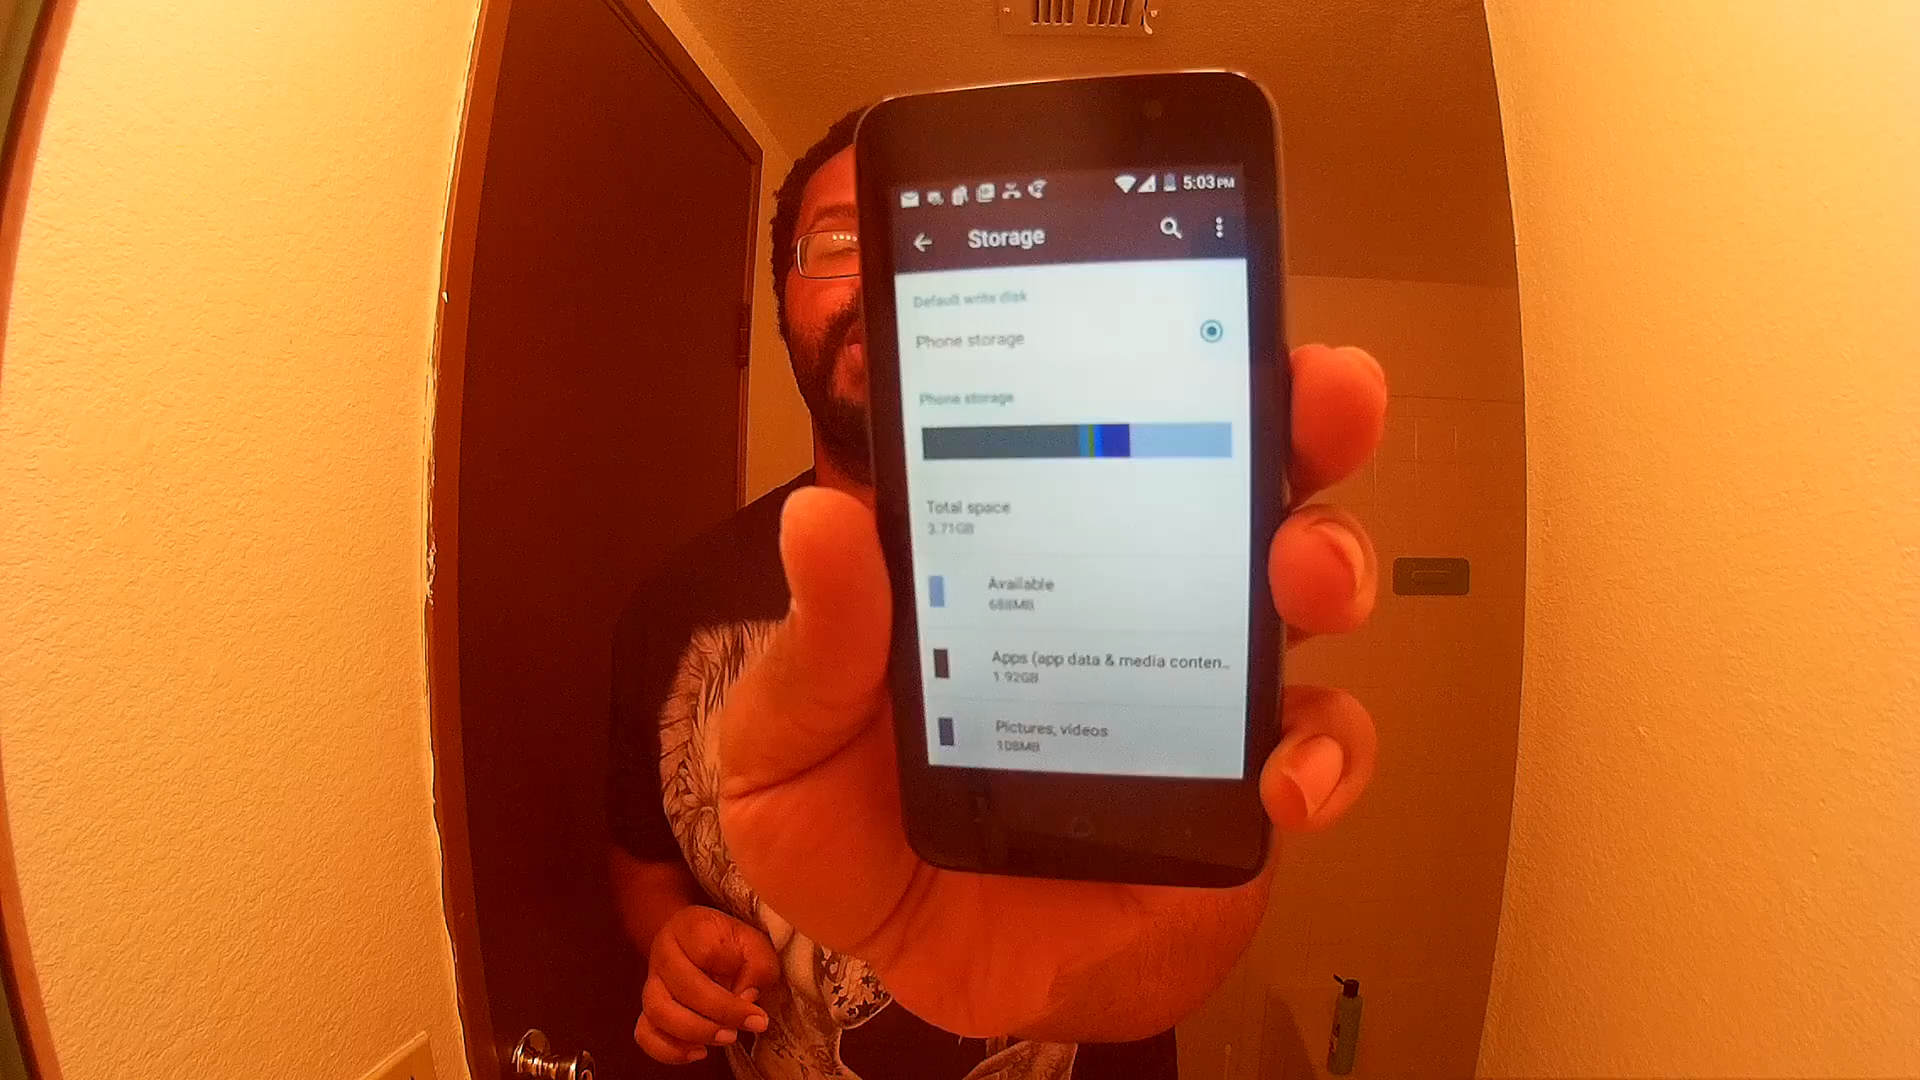 5:03 PM
Storage
Default write disk
Phone storage
Phone storage
Total space
3.71GB
Available
688MB
Apps (app data & media conten..
1.92GB
Pictures, videos
108MB